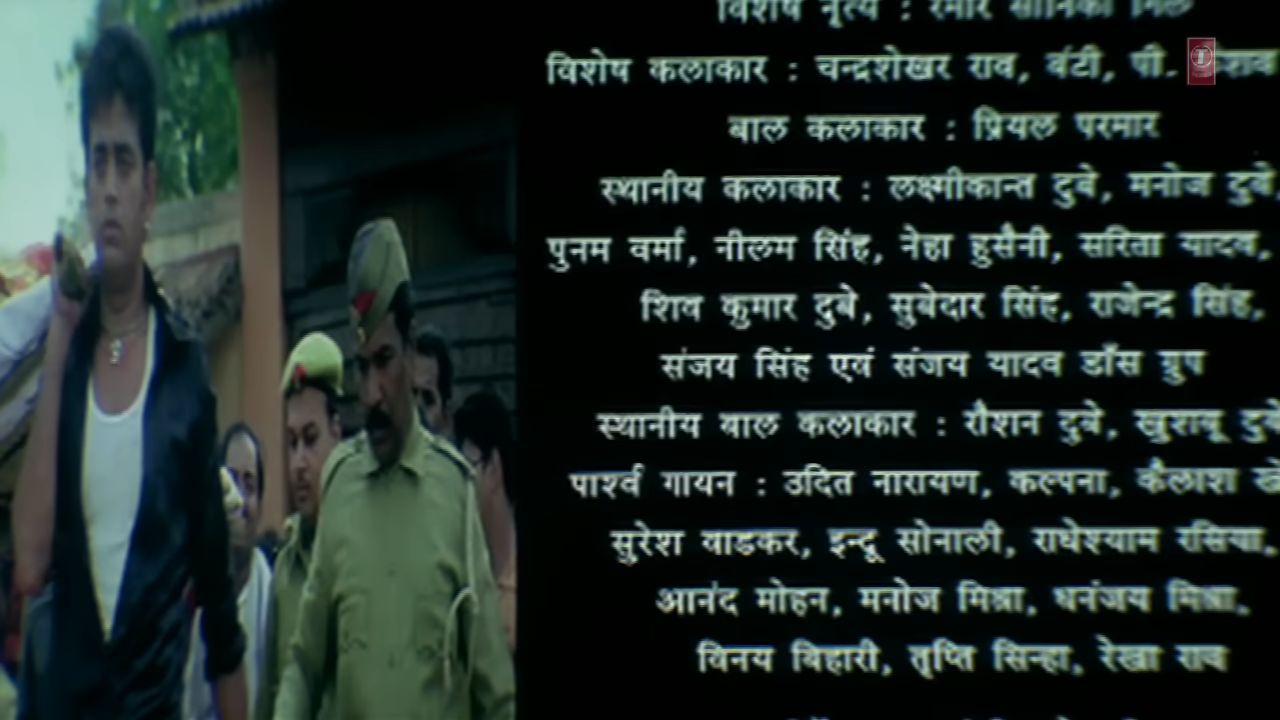 विशेष नृत्य :
विशेष कलाकार : चन्द्रशेखर राव, बंटी, पी.
बाल कलाकार : प्रियल परमार
स्थानीय कलाकार : लक्ष्मीकान्त दुबे, मनोज दुबे,
पुनम वर्मा, नीलम सिंह, नेहा हुसैनी, सरिता यादव,
शिव कुमार दुबे, सुबेदार सिंह, राजेन्द्र सिंह,
संजय सिंह एवं संजय यादव डाँस ग्रुप
स्थानीय बाल कलाकार : रौशन दुबे, खुशबू दुबे
पार्श्व गायन : उदित नारायण, कल्पना, कैलाश
सुरेश वाडकर, इन्दू सोनाली, राधेश्याम रसिया,
आनंद मोहन, मनोज मिश्रा, धनंजय मिश्रा,
विनय बिहारी, तृप्ति सिन्हा, रेखा राव